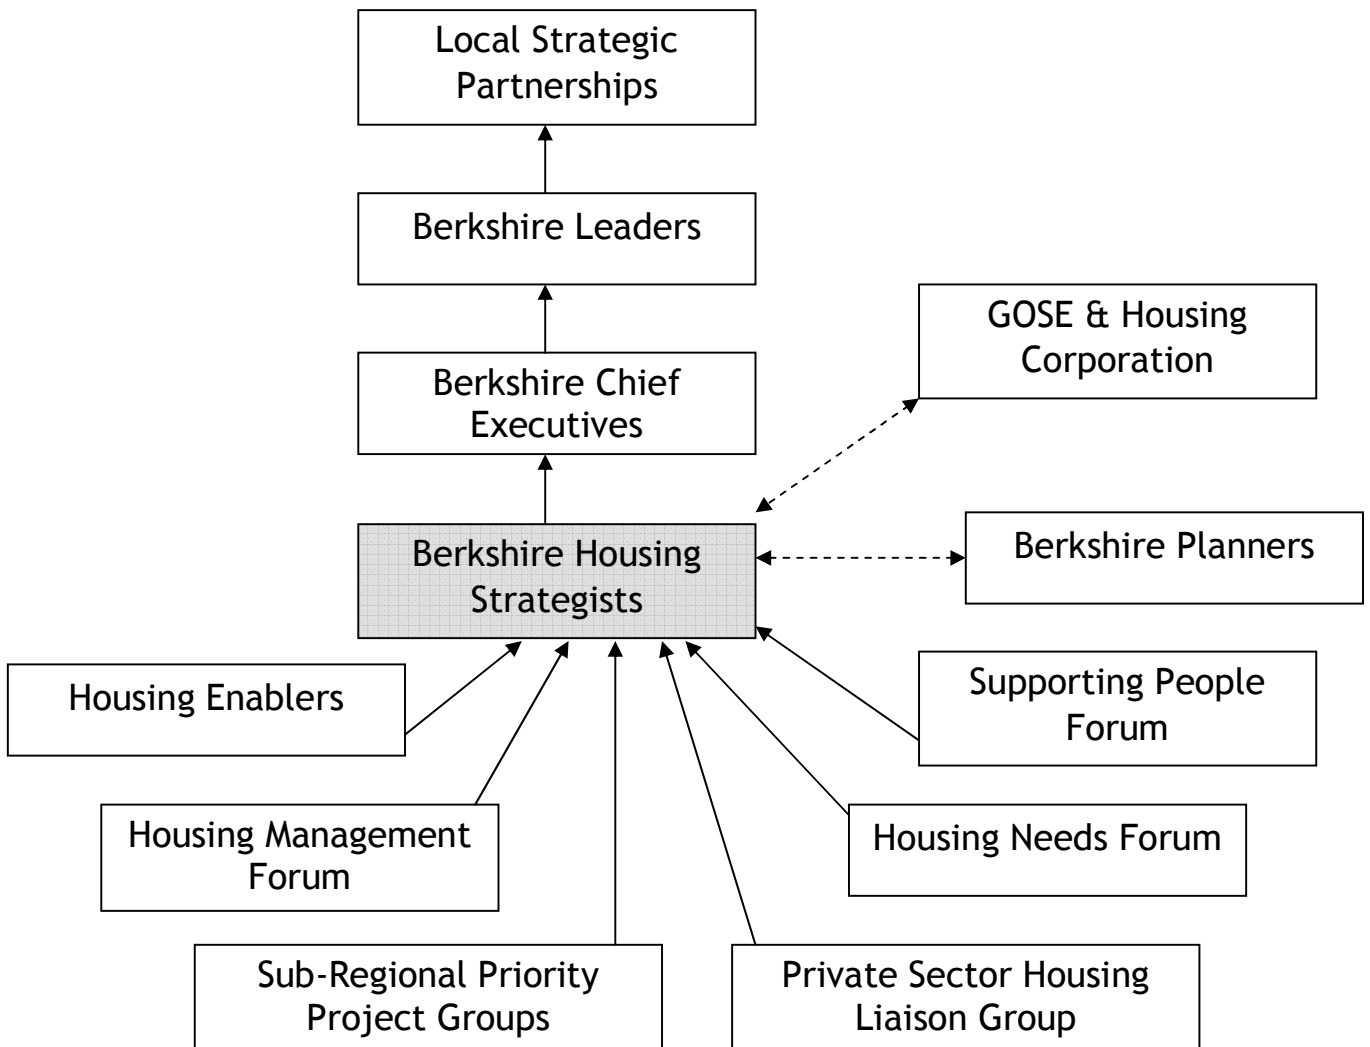 Local Strategic
Partnerships
Berkshire Leaders
GOSE & Housing
Corporation
Berkshire Chief
Executives
Berkshire Housing
Strategists
Berkshire Planners
Housing Enablers
Supporting People
Forum
Housing Management
Forum
Housing Needs Forum
Sub-Regional Priority
Project Groups
Private Sector Housing
Liaison Group